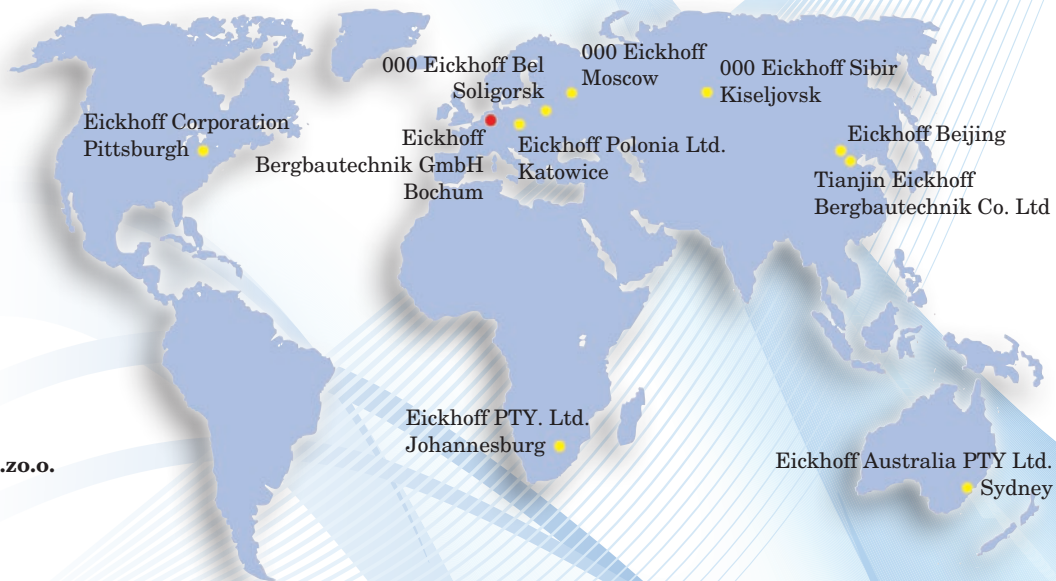 000 Eickhoff Bel
Soligorsk
000 Eickhoff
Moscow
000 Eickhoff Sibir
Kiseljovsk
Eickhoff Corporation
Pittsburgh
Eickhoff
Bergbautechnik GmbH
Bochum
Eickhoff Polonia Ltd.
Katowice
Eickhoff Beijing
Tianjin Eickhoff
Bergbautechnik Co. Ltd
Eickhoff PTY. Ltd.
Johannesburg
.zo.o.
Eickhoff Australia PTY Ltd.
Sydney